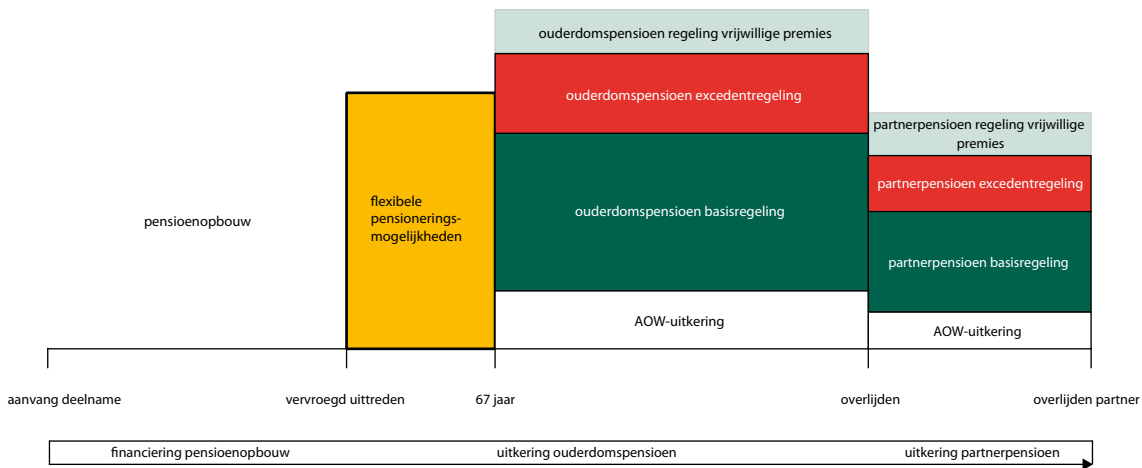 ouderdomspensioen regeling vrijwillige premies
ouderdomspensioen excedentregeling
partnerpensioen regeling vrijwillige
premies
partnerpensioen excedentregeling
flexibele
pensionerings-
mogelijkheden
ouderdomspensioen basisregeling
pensioenopbouw
partnerpensioen basisregeling
AOW-uitkering
AOW-uitkering
aanvang deelname
vervroegd uittreden
67 jaar
overlijden
overlijden partner
financiering pensioenopbouw
uitkering ouderdomspensioen
uitkering partnerpensioen